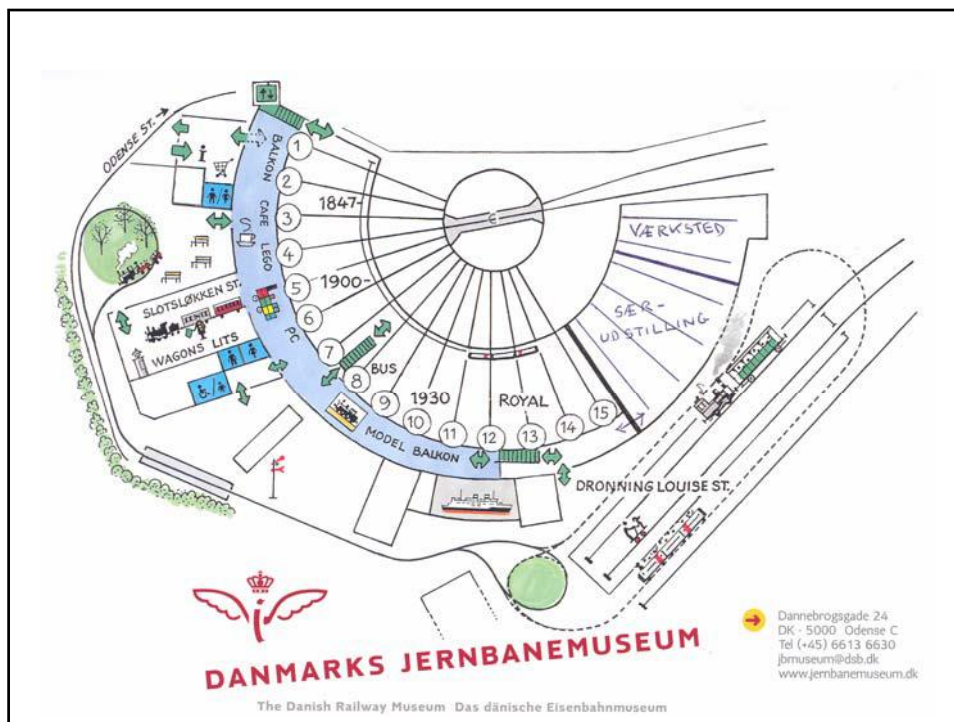 ODENSE ST.
i
BALKON
CAFE
LEGO
PC
MODEL BALKON
1
2
3
4
5
6
7
8
9
10
11
12
13
14
15
1847-
1900-
BUS
1930
ROYAL
VÆRKSTED
SÆR-
UDSTILLING
SLOTSLØKKEN ST.
WAGONS LITS
DRONNING LOUISE ST.
DANMARKS JERNBANEMUSEUM
Dannebrogsgade 24
DK - 5000 Odense C
Tel (+45) 6613 6630
jbmuseum@dsb.dk
www.jernbanemuseum.dk
The Danish Railway Museum Das dänische Eisenbahnmuseum